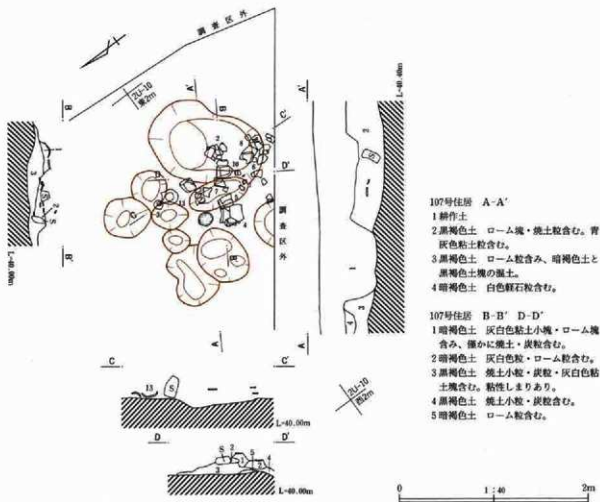 調査区外
2U-10
東2m
A'
B
C'
D'
調査区外
B
B'
B'
A
A'
L=40.40m
A
C
C'
13
S
L=40.00m
D
D'
L=40.00m
2U-10
西2m
107号住居 A-A'
1 耕作土
2 黒褐色土 ローム塊・焼土粒含む。青
灰色粘土粒含む。
3 黒褐色土 ローム粒含み、暗褐色土と
黒褐色土塊の混土。
4 暗褐色土 白色軽石粒含む。
107号住居 B-B' D-D'
1 暗褐色土 灰白色粘土小塊・ローム塊
含み、僅かに焼土・炭粒含む。
2 暗褐色土 灰白色粒・ローム粒含む。
3 黒褐色土 焼土小粒・炭粒・灰白色粘
土塊含む。粘性しまりあり。
4 黒褐色土 焼土小粒・炭粒含む。
5 暗褐色土 ローム粒含む。
0 1:40 2m